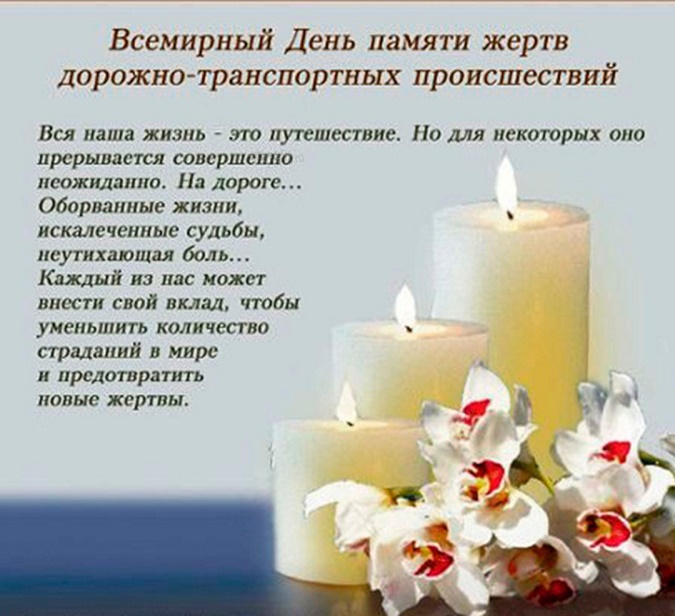 Всемирный День памяти жертв
дорожно-транспортных происшествий
Вся наша жизнь - это путешествие. Но для некоторых оно
прерывается совершенно
неожиданно. На дороге...
Оборванные жизни,
искалеченные судьбы,
неутихающая боль...
Каждый из нас может
внести свой вклад, чтобы
уменьшить количество
страданий в мире
и предотвратить
новые жертвы.